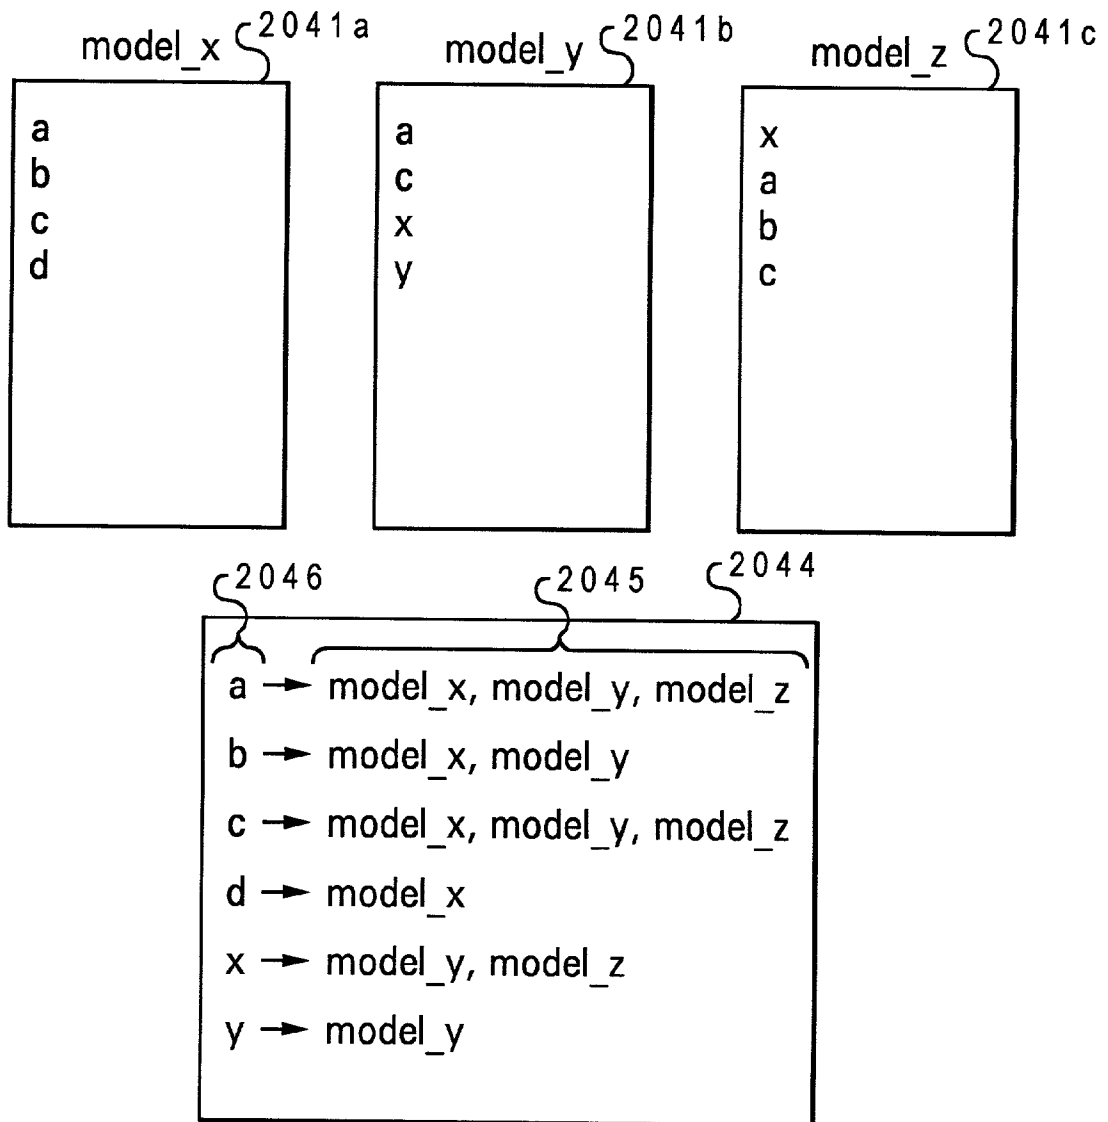 model_x 2041a
a
b
c
d
model_y 2041b
a
c
x
y
model_z 2041c
x
a
b
c
2046 2045 2044
a → model_x, model_y, model_z
b → model_x, model_y
c → model_x, model_y, model_z
d → model_x
x → model_y, model_z
y → model_y